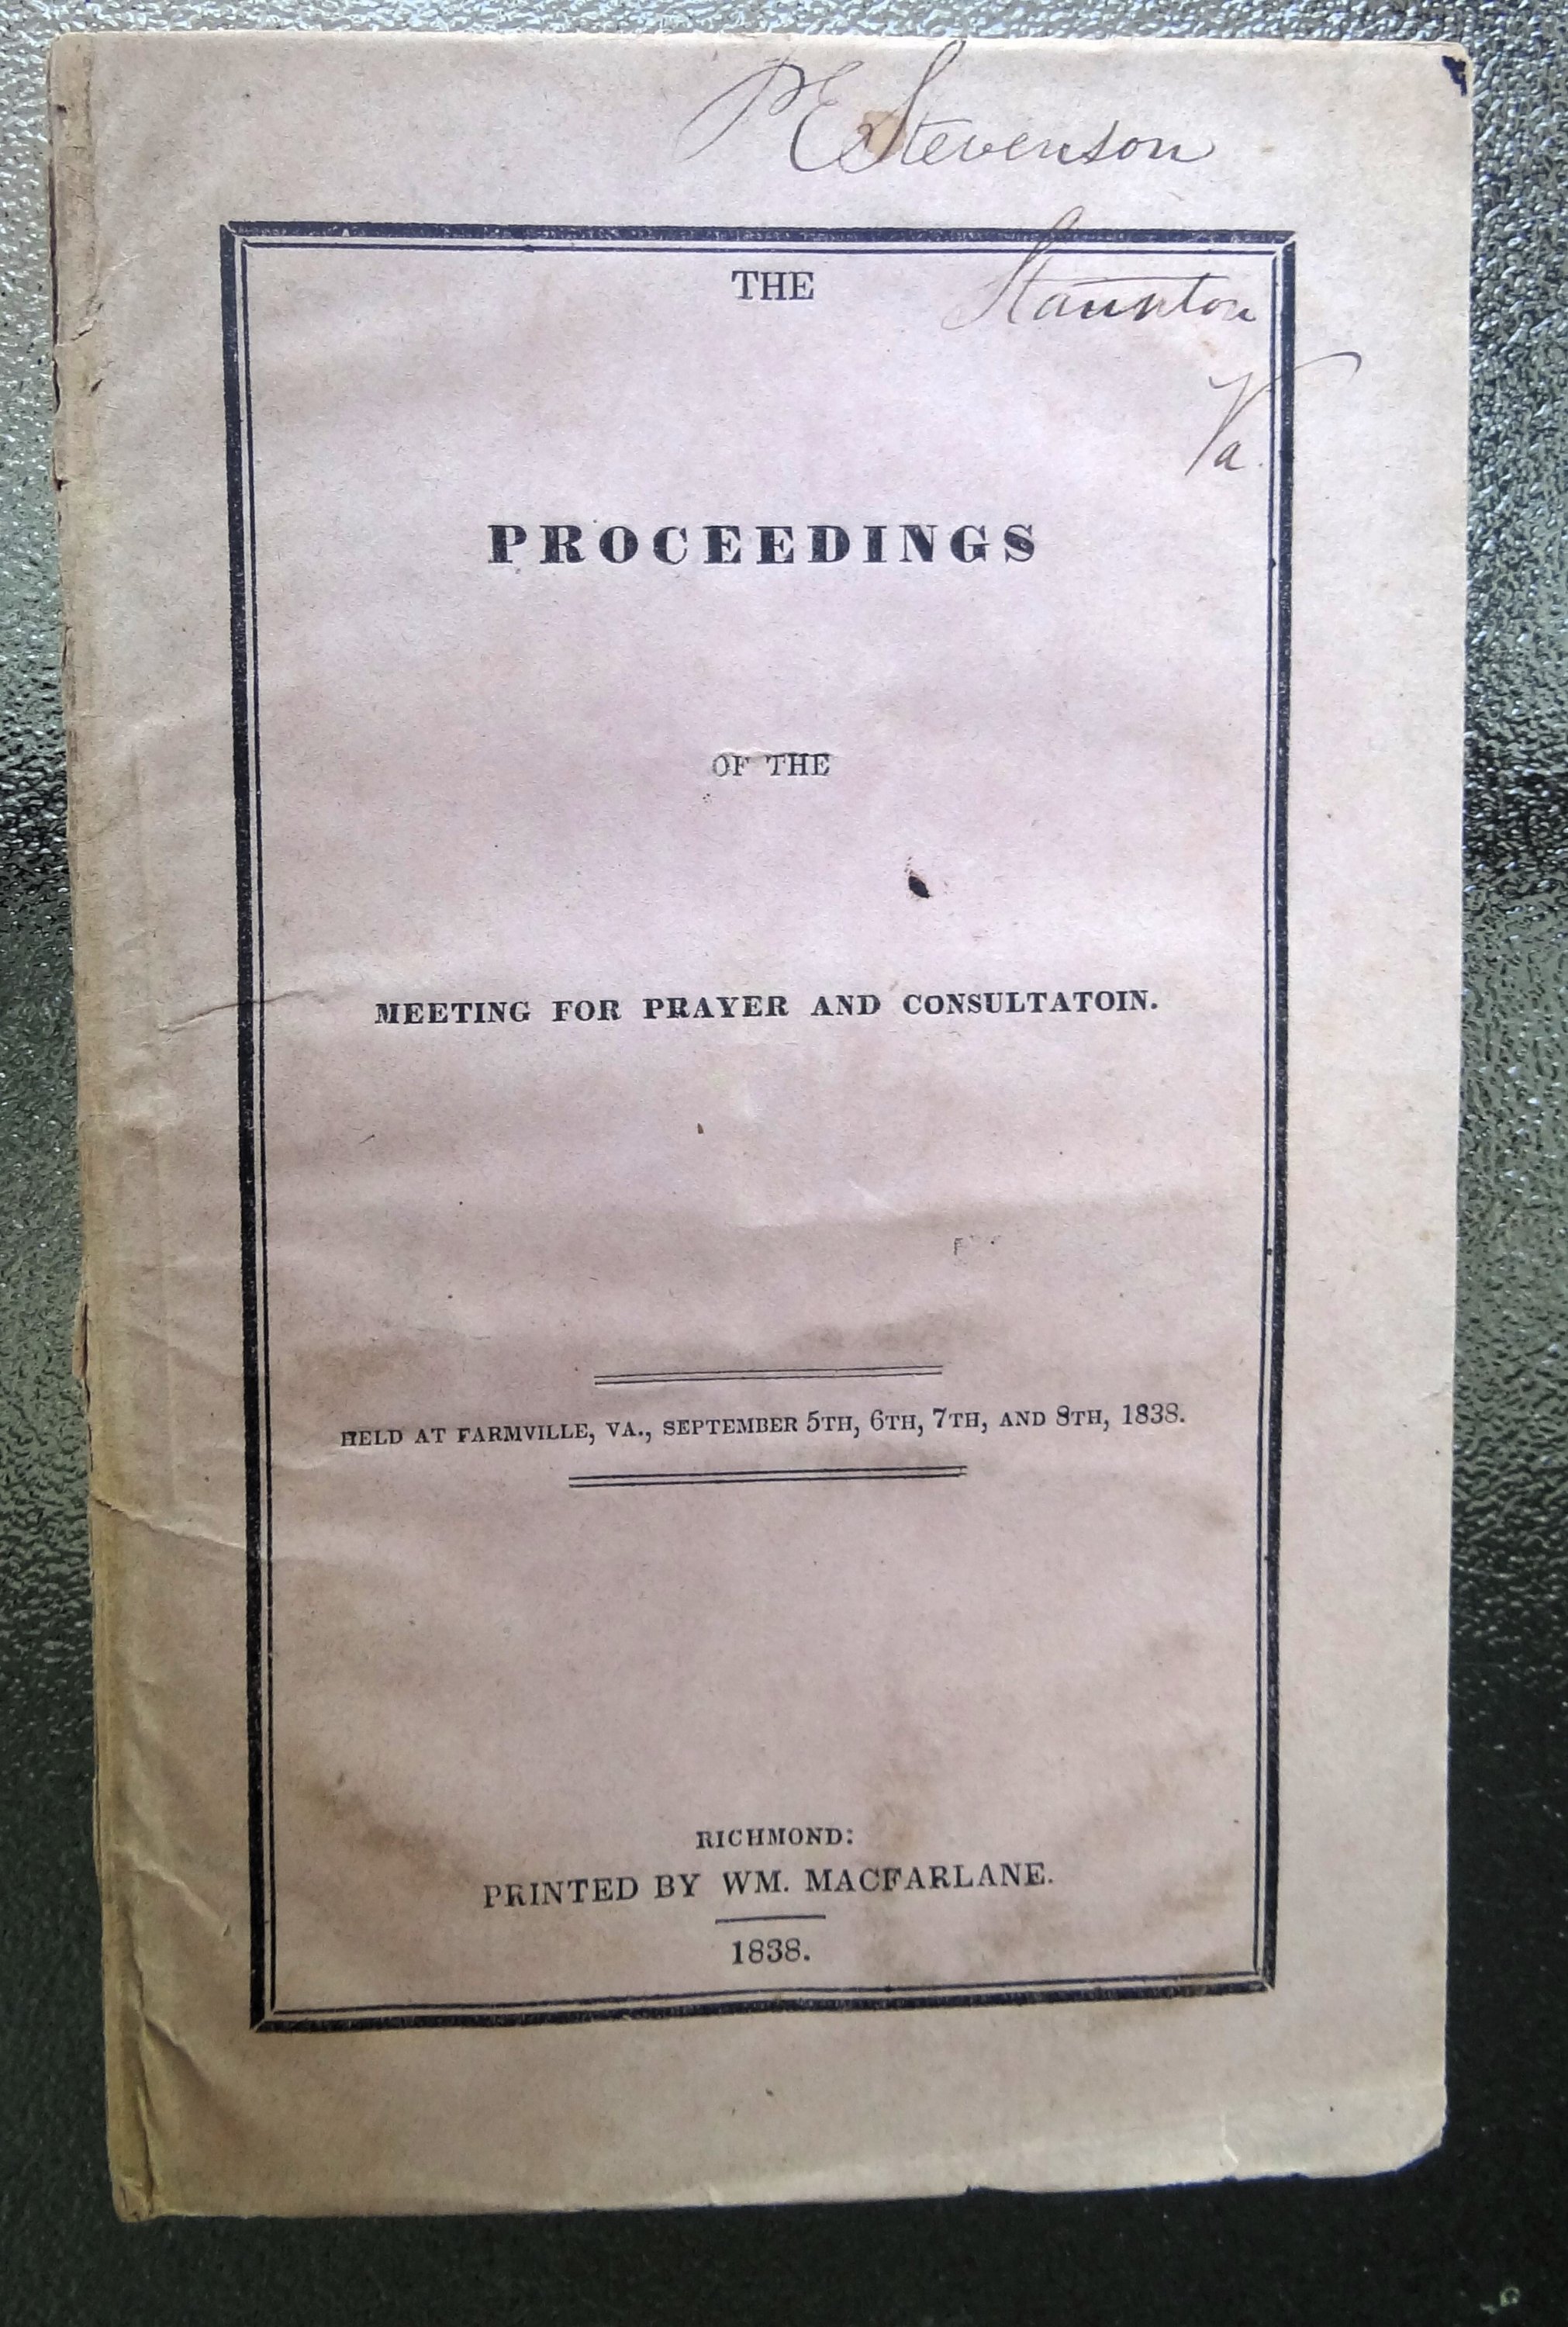 P E Stevenson
Staunton
Va.
THE
PROCEEDINGS
OF THE
MEETING FOR PRAYER AND CONSULTATOIN.
HELD AT FARMVILLE, VA., SEPTEMBER 5TH, 6TH, 7TH, AND 8TH, 1838.
RICHMOND:
PRINTED BY WM. MACFARLANE.
1838.